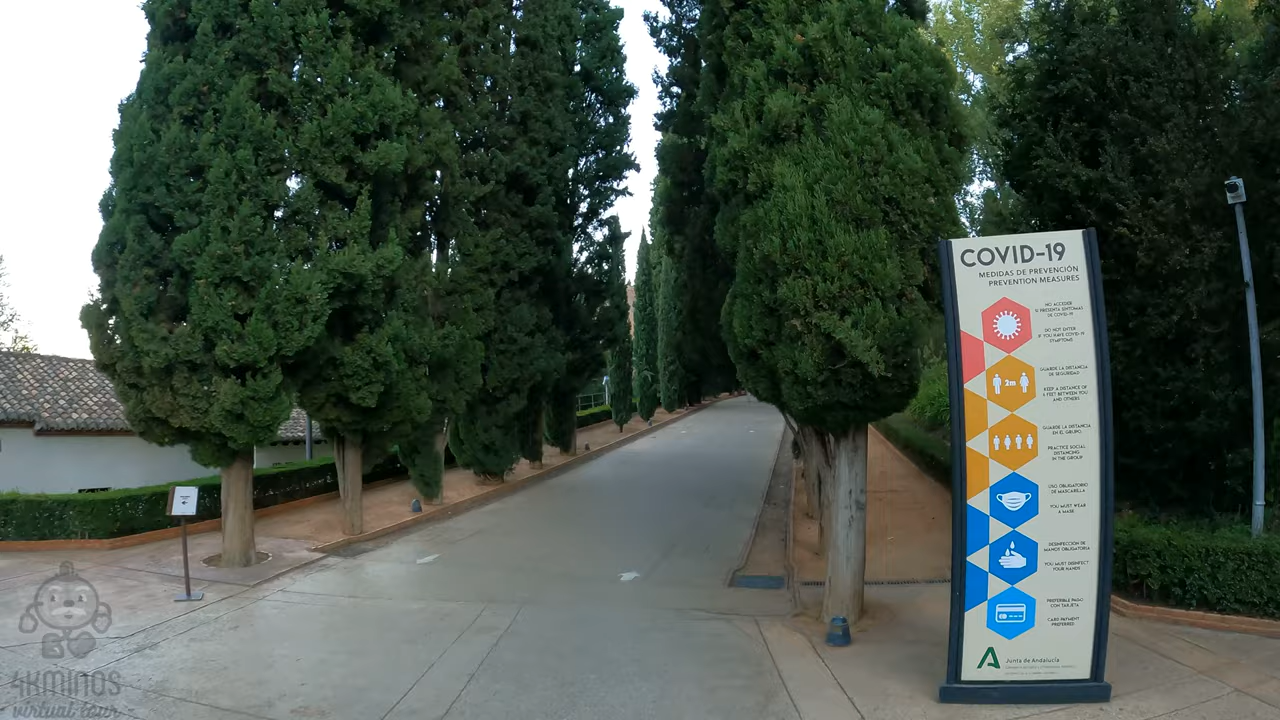 COVID-19
MEDIDAS DE PREVENCIÓN
PREVENTION MEASURES
NO ACCEDER
SI PRESENTA SÍNTOMAS
DE COVID-19
DO NOT ENTER
IF YOU HAVE COVID-19
SYMPTOMS
2m
GUARDE LA DISTANCIA
DE SEGURIDAD
KEEP A DISTANCE OF
6 FEET BETWEEN YOU
AND OTHERS
GUARDE LA DISTANCIA
EN EL GRUPO
PRACTICE SOCIAL
DISTANCING
IN THE GROUP
USO OBLIGATORIO
DE MASCARILLA
YOU MUST WEAR
A MASK
DESINFECCIÓN DE
MANOS OBLIGATORIA
YOU MUST DISINFECT
YOUR HANDS
PREFERIBLE PAGO
CON TARJETA
CARD PAYMENT
PREFERRED
Junta de Andalucía
4KMINOS
virtual tour